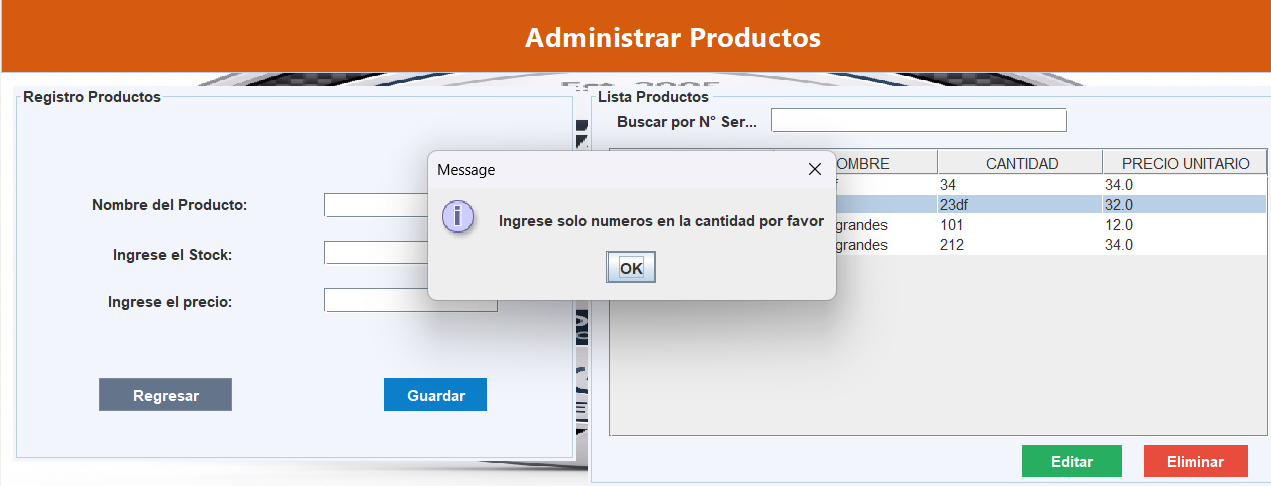 Administrar Productos
Registro Productos
Nombre del Producto:
Ingrese el Stock:
Ingrese el precio:
Regresar
Guardar
Lista Productos
Buscar por N° Ser...
CANTIDAD
PRECIO UNITARIO
34
34.0
23df
32.0
grandes
101
12.0
grandes
212
34.0
Editar
Eliminar
Message
Ingrese solo numeros en la cantidad por favor
OK